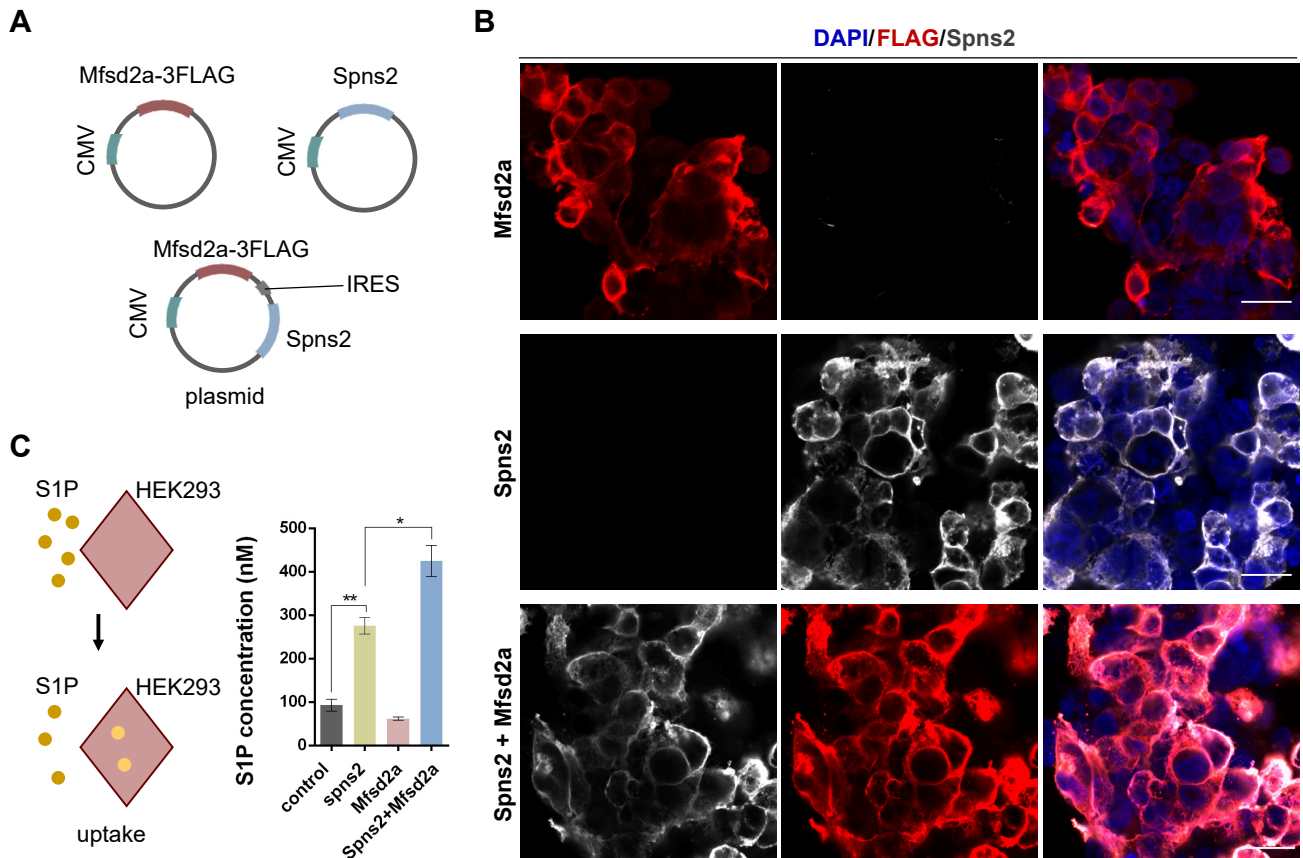 A
Mfsd2a-3FLAG
CMV
Spns2
CMV
Mfsd2a-3FLAG
IRES
CMV
Spns2
plasmid
B
DAPI/FLAG/Spns2
Mfsd2a
Spns2
Spns2 + Mfsd2a
C
S1P
HEK293
S1P
HEK293
uptake
S1P concentration (nM)
500
400
300
200
100
0
**
*
control
spns2
Mfsd2a
Spns2+Mfsd2a